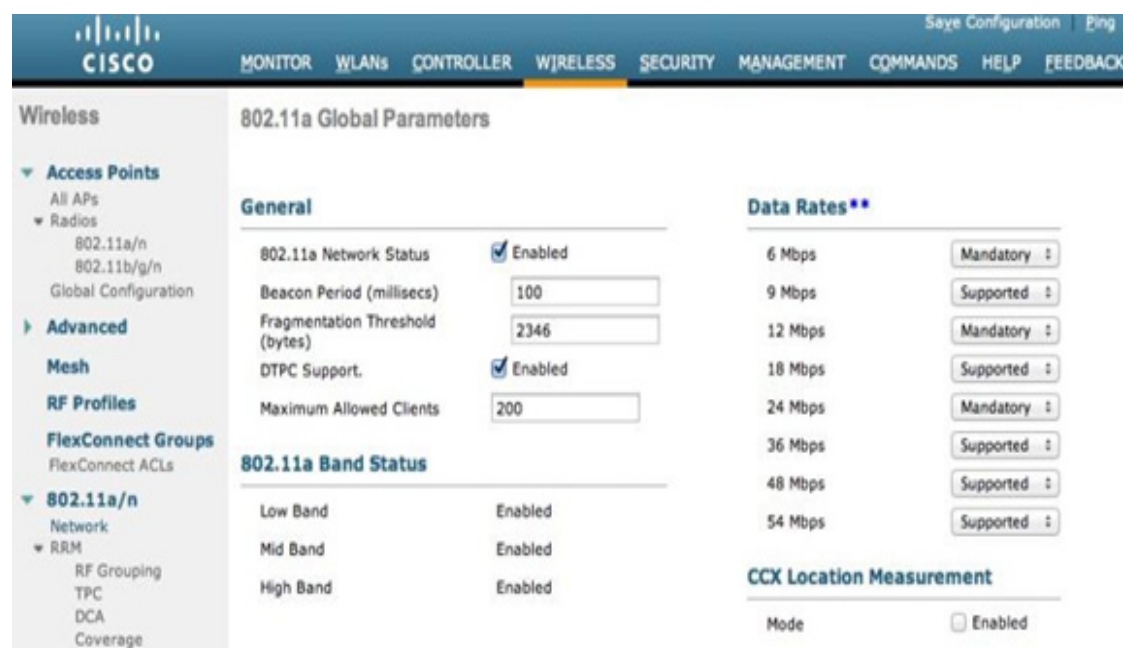 Save Configuration Ping
CISCO
MONITOR WLANs CONTROLLER WIRELESS SECURITY MANAGEMENT COMMANDS HELP FEEDBACK
Wireless
Access Points
All APs
Radios
802.11a/n
802.11b/g/n
Global Configuration
Advanced
Mesh
RF Profiles
FlexConnect Groups
FlexConnect ACLs
802.11a/n
Network
RRM
RF Grouping
TPC
DCA
Coverage
802.11a Global Parameters
General
802.11a Network Status Enabled
Beacon Period (millisecs) 100
Fragmentation Threshold
(bytes) 2346
DTPC Support. Enabled
Maximum Allowed Clients 200
802.11a Band Status
Low Band Enabled
Mid Band Enabled
High Band Enabled
Data Rates**
6 Mbps Mandatory
9 Mbps Supported
12 Mbps Mandatory
18 Mbps Supported
24 Mbps Mandatory
36 Mbps Supported
48 Mbps Supported
54 Mbps Supported
CCX Location Measurement
Mode Enabled